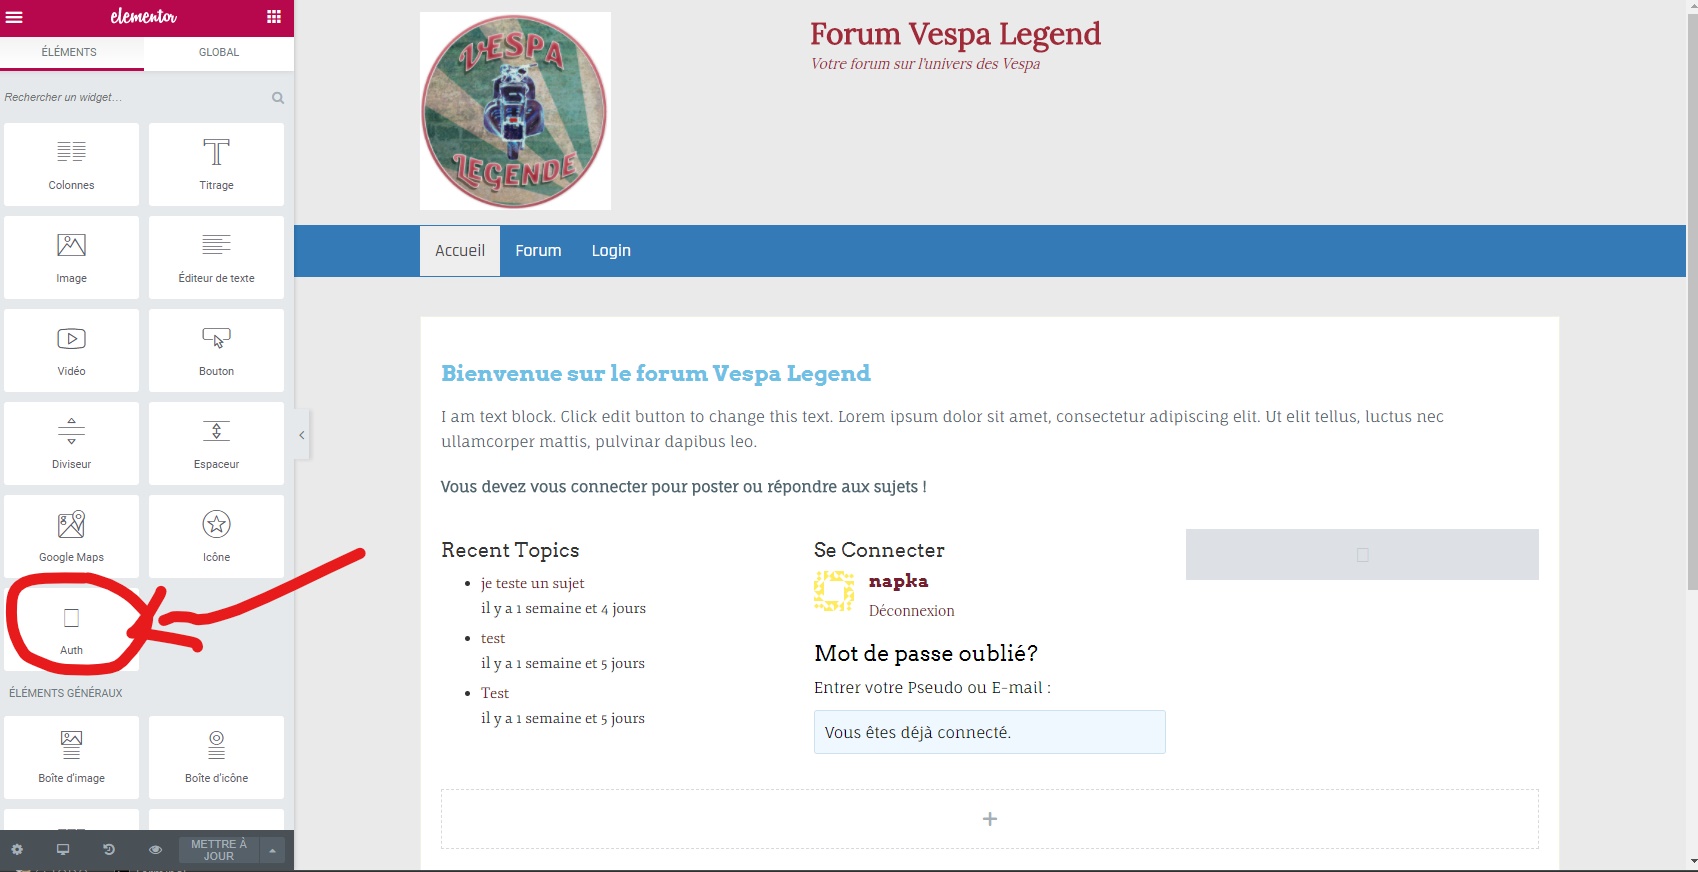 elementor
ÉLÉMENTS
GLOBAL
Rechercher un widget...
Colonnes
Titrage
Image
Éditeur de texte
Vidéo
Bouton
Diviseur
Espaceur
Google Maps
Icône
Auth
ÉLÉMENTS GÉNÉRAUX
Boîte d'image
Boîte d'icône
METTRE À
JOUR
VESPA
LEGENDE
Forum Vespa Legend
Votre forum sur l'univers des Vespa
Accueil
Forum
Login
Bienvenue sur le forum Vespa Legend
I am text block. Click edit button to change this text. Lorem ipsum dolor sit amet, consectetur adipiscing elit. Ut elit tellus, luctus nec
ullamcorper mattis, pulvinar dapibus leo.
Vous devez vous connecter pour poster ou répondre aux sujets !
Recent Topics
je teste un sujet
il y a 1 semaine et 4 jours
test
il y a 1 semaine et 5 jours
Test
il y a 1 semaine et 5 jours
Se Connecter
napka
Déconnexion
Mot de passe oublié?
Entrer votre Pseudo ou E-mail :
Vous êtes déjà connecté.